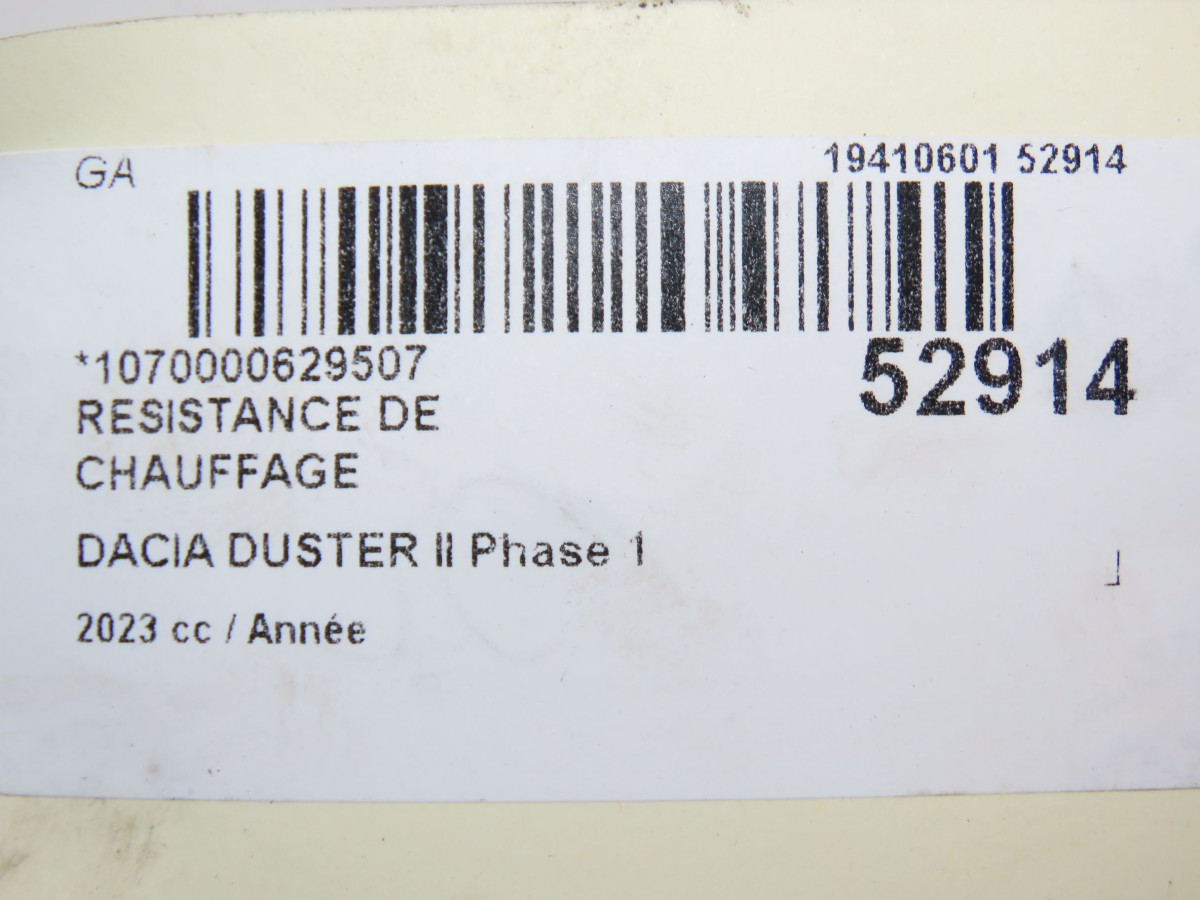 GA
19410601 52914
*1070000629507
52914
RESISTANCE DE
CHAUFFAGE
DACIA DUSTER II Phase 1
2023 cc / Année